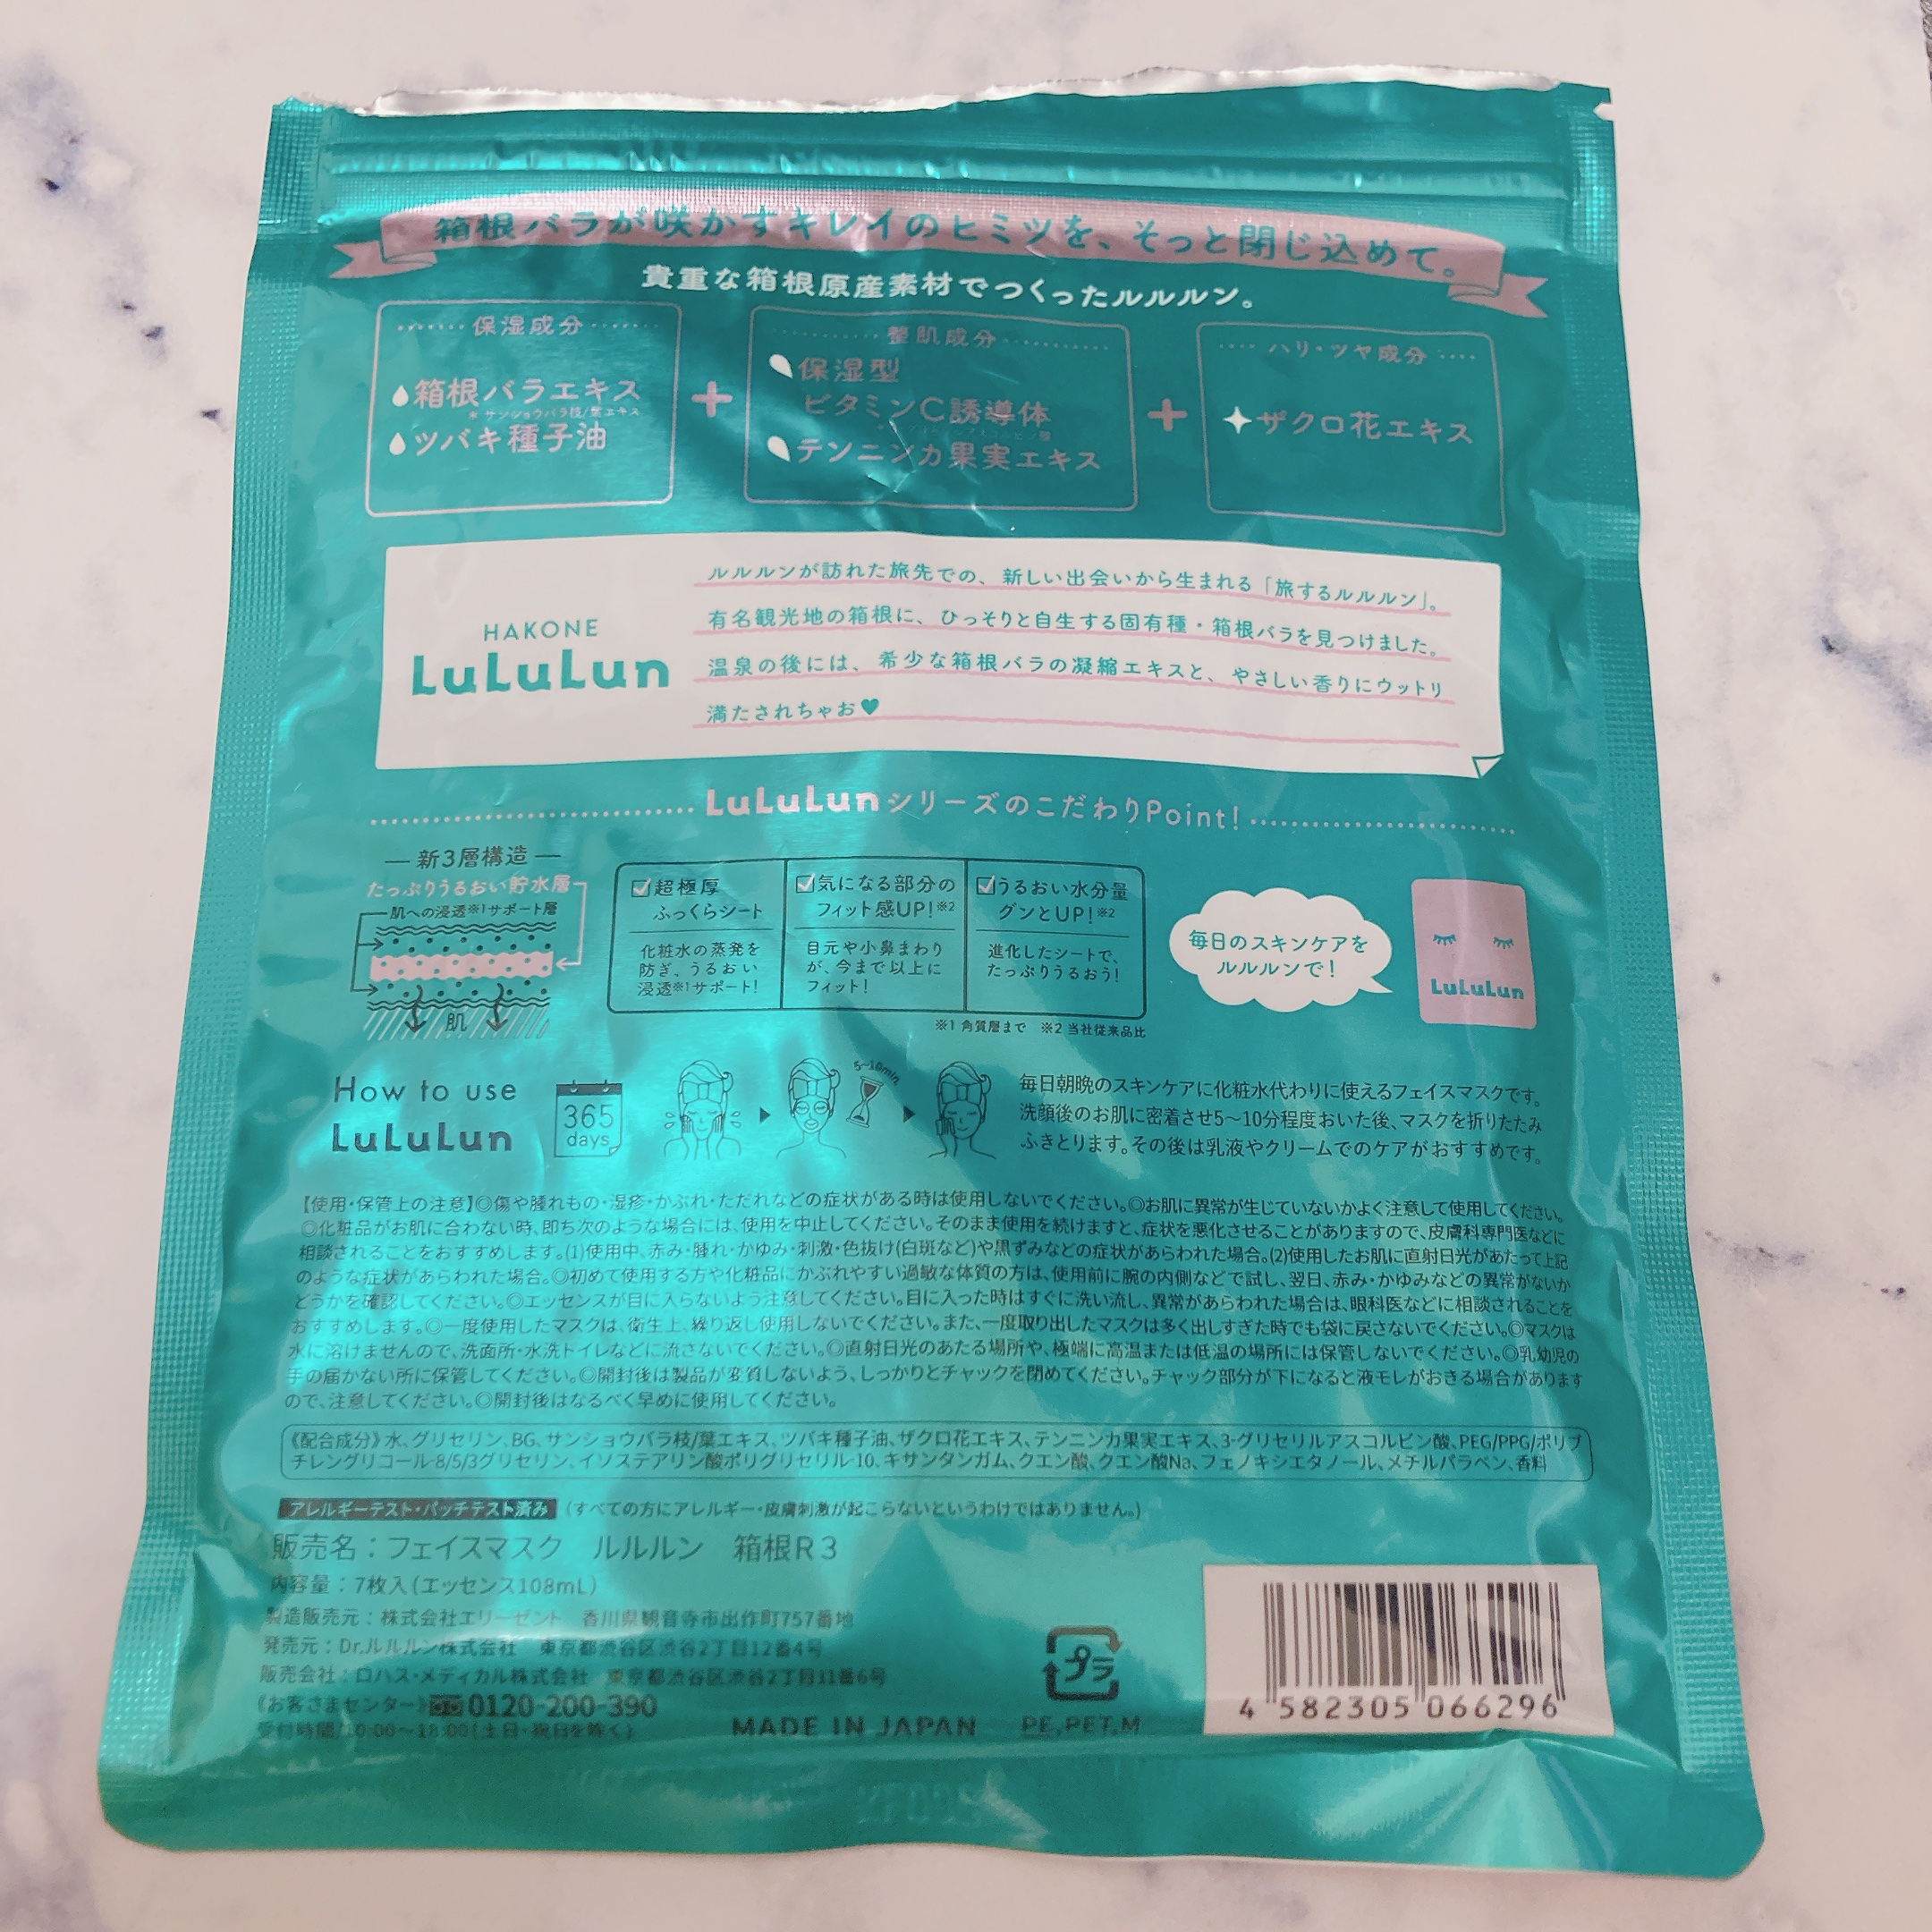 箱根バラが咲かすキレイのヒミツを、そっと閉じ込めて。
貴重な箱根原産素材でつくったルルルン。
保湿成分
箱根バラエキス
※ サンショウバラ枝/葉エキス
ツバキ種子油
+
整肌成分
保湿型
ビタミンC誘導体
テンニンカ果実エキス
+
ハリ・ツヤ成分
ザクロ花エキス
HAKONE
LuLuLun
ルルルンが訪れた旅先での、新しい出会いから生まれる「旅するルルルン」。
有名観光地の箱根に、ひっそりと自生する固有種・箱根バラを見つけました。
温泉の後には、希少な箱根バラの凝縮エキスと、やさしい香りにウットリ
満たされちゃお♥
LuLuLunシリーズのこだわりPoint!
新3層構造
たっぷりうるおい貯水層
肌への浸透※1サポート層
肌
超極厚
ふっくらシート
化粧水の蒸発を
防ぎ、うるおい
浸透※1サポート!
気になる部分の
フィット感UP!※2
目元や小鼻まわり
が、今まで以上に
フィット!
うるおい水分量
グンとUP!※2
進化したシートで、
たっぷりうるおう!
※1 角質層まで ※2 当社従来品比
毎日のスキンケアを
ルルルンで!
LuLuLun
How to use
LuLuLun
365
days
5~10min.
毎日朝晩のスキンケアに化粧水代わりに使えるフェイスマスクです。
洗顔後のお肌に密着させ5〜10分程度おいた後、マスクを折りたたみ
ふきとります。その後は乳液やクリームでのケアがおすすめです。
【使用・保管上の注意】◎傷や腫れもの・湿疹・かぶれ・ただれなどの症状がある時は使用しないでください。◎お肌に異常が生じていないかよく注意して使用してください。
◎化粧品がお肌に合わない時、即ち次のような場合には、使用を中止してください。そのまま使用を続けますと、症状を悪化させることがありますので、皮膚科専門医などに
相談されることをおすすめします。(1)使用中、赤み・腫れ・かゆみ・刺激・色抜け(白斑など)や黒ずみなどの症状があらわれた場合。(2)使用したお肌に直射日光があたって上記
のような症状があらわれた場合。◎初めて使用する方や化粧品にかぶれやすい過敏な体質の方は、使用前に腕の内側などで試し、翌日、赤み・かゆみなどの異常がないか
どうかを確認してください。◎エッセンスが目に入らないよう注意してください。目に入った時はすぐに洗い流し、異常があらわれた場合は、眼科医などに相談されることを
おすすめします。◎一度使用したマスクは、衛生上、繰り返し使用しないでください。また、一度取り出したマスクは多く出しすぎた時でも袋に戻さないでください。◎マスクは
水に溶けませんので、洗面所・水洗トイレなどに流さないでください。◎直射日光のあたる場所や、極端に高温または低温の場所には保管しないでください。◎乳幼児の
手の届かない所に保管してください。◎開封後は製品が変質しないよう、しっかりとチャックを閉めてください。チャック部分が下になると液モレがおきる場合があります
ので、注意してください。◎開封後はなるべく早めに使用してください。
《配合成分》水、グリセリン、BG、サンショウバラ枝/葉エキス、ツバキ種子油、ザクロ花エキス、テンニンカ果実エキス、3-グリセリルアスコルビン酸、PEG/PPG/ポリブ
チレングリコール-8/5/3グリセリン、イソステアリン酸ポリグリセリル-10、キサンタンガム、クエン酸、クエン酸Na、フェノキシエタノール、メチルパラベン、香料
アレルギーテスト・パッチテスト済み (すべての方にアレルギー・皮膚刺激が起こらないというわけではありません。)
販売名:フェイスマスク ルルルン 箱根R3
内容量:7枚入(エッセンス108mL)
製造販売元:株式会社エリーゼント 香川県観音寺市出作町757番地
発売元:Dr.ルルルン株式会社 東京都渋谷区渋谷2丁目12番4号
販売会社:ロハス・メディカル株式会社 東京都渋谷区渋谷2丁目11番6号
《お客さまセンター》0120-200-390
受付時間/10:00〜18:00(土日・祝日を除く)
MADE IN JAPAN
プラ
PE,PET,M
4 582305 066296